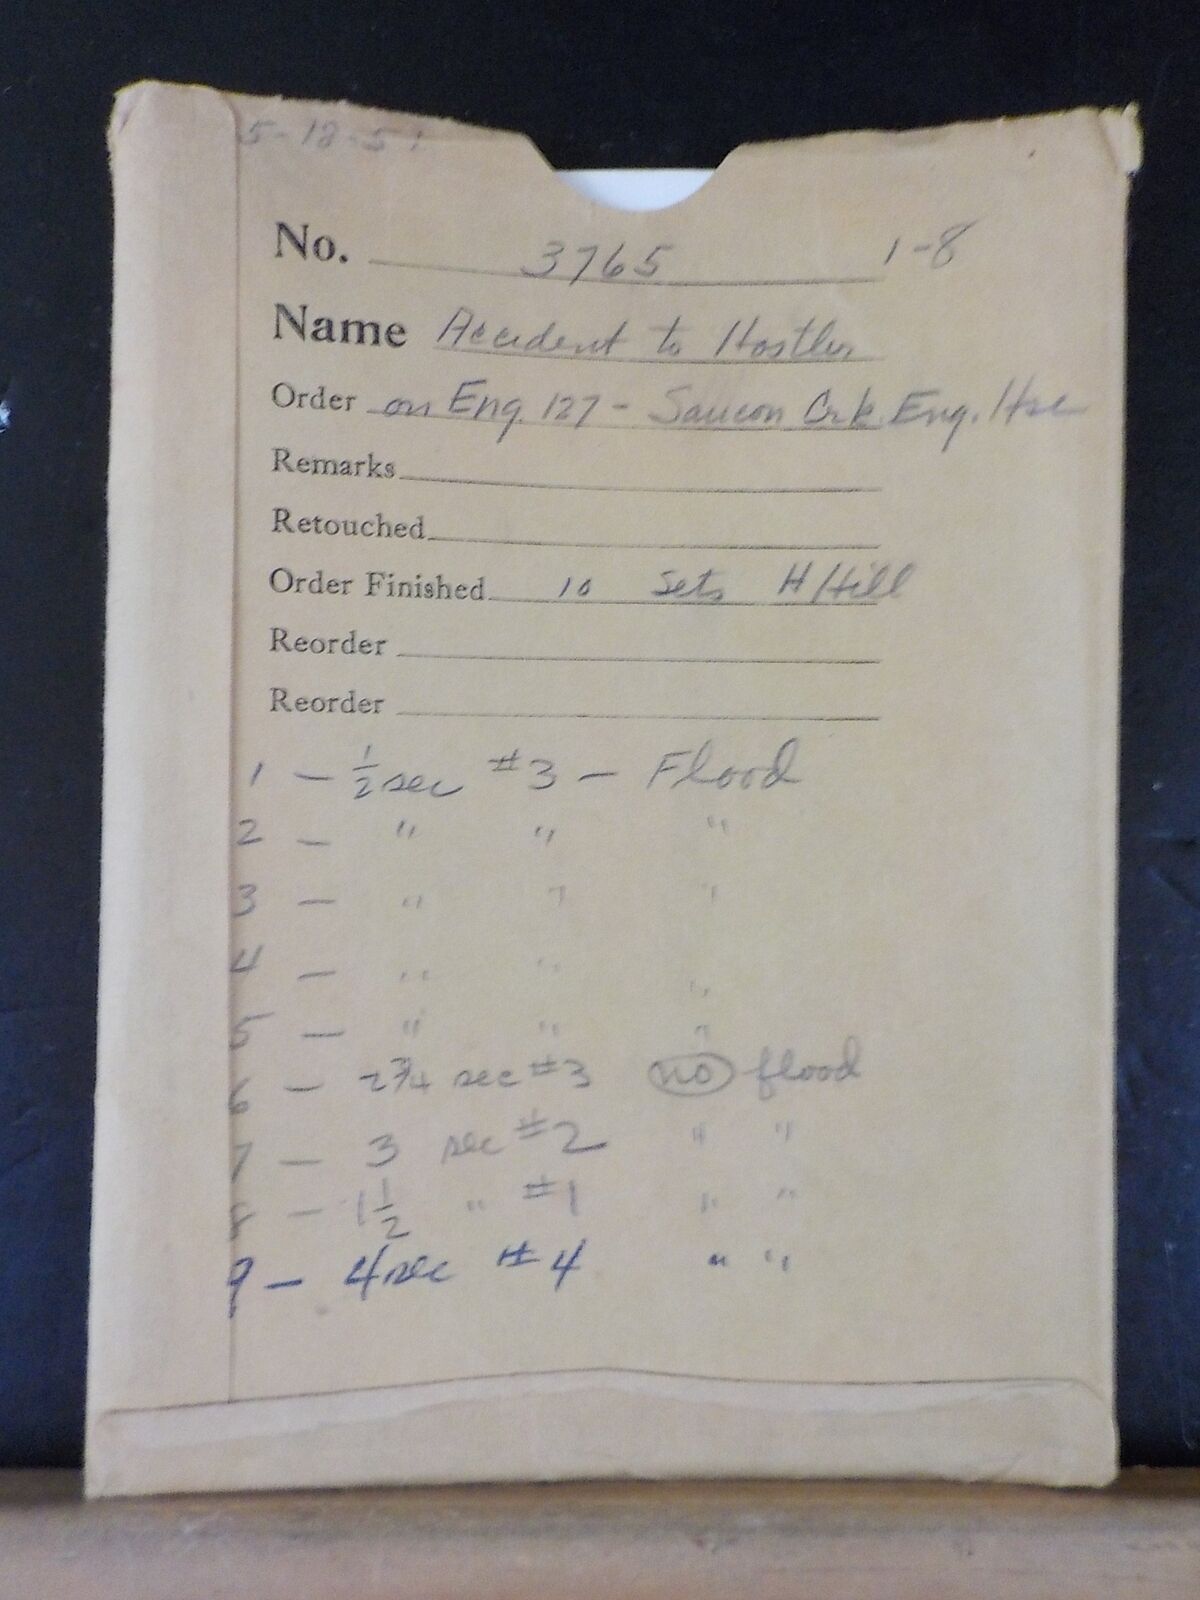 5-18-51
No. 3765 1-8
Name Accident to Hostler
Order on Eng. 127 - Saucon Crk. Eng. Hse
Remarks
Retouched
Order Finished 10 Sets H Hill
Reorder
Reorder
1 - 1/2 sec #3 - Flood
2 - " " "
3 - " " "
4 - " " "
5 - " " "
6 - 2 3/4 sec #3 no flood
7 - 3 sec #2 " "
8 - 1 1/2 " #1 " "
9 - 4 sec #4 " "